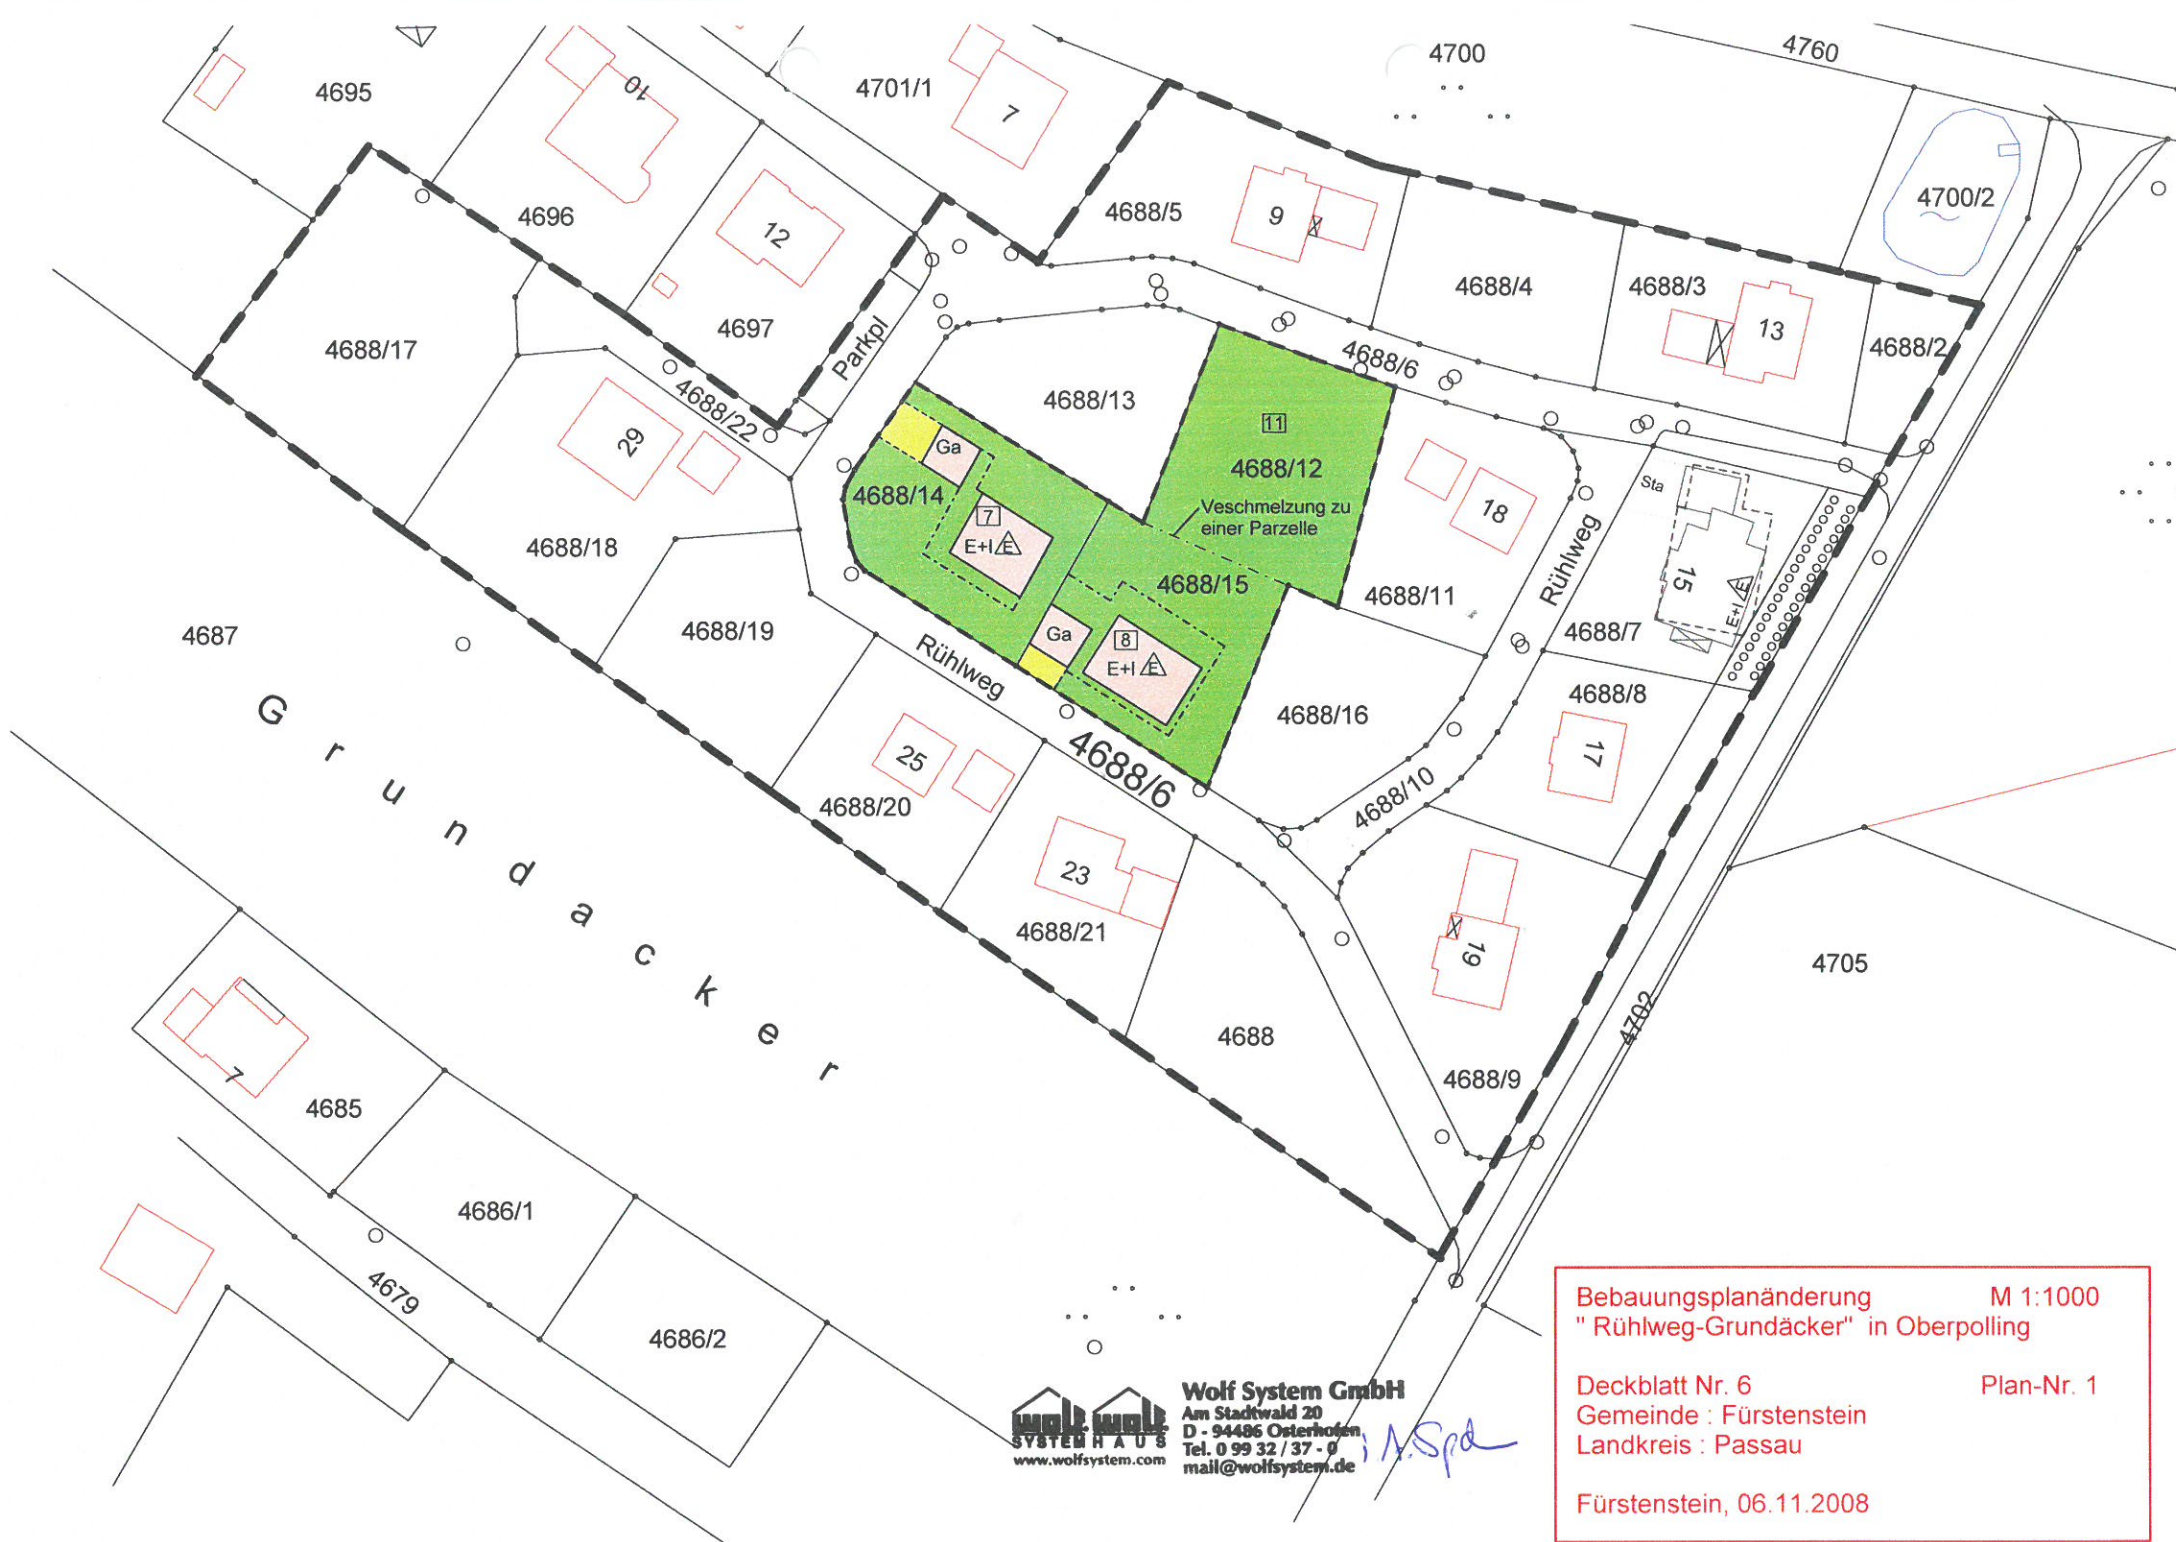 4700
4760
4695
10
4701/1
7
4700/2
4696
12
4688/5
9
4697
4688/4
4688/3
13
4688/2
4688/17
Parkpl
4688/6
4688/22
4688/13
29
11
4688/12
Ga
4688/14
Veschmelzung zu
einer Parzelle
18
Sta
7
E+I E
4688/18
4688/15
4688/11
Rühlweg
15
E+I E
4687
4688/19
Ga
8
E+I E
4688/7
Rühlweg
4688/8
4688/16
Grundacker
25
4688/6
17
4688/20
4688/10
23
4688/21
19
4705
4688
4702
4688/9
7
4685
4686/1
4679
4686/2
wolf wolf
SYSTEMHAUS
www.wolfsystem.com
Wolf System GmbH
Am Stadtwald 20
D - 94486 Osterhofen
Tel. 0 99 32 / 37 - 0
mail@wolfsystem.de
Bebauungsplanänderung M 1:1000
" Rühlweg-Grundäcker" in Oberpolling
Deckblatt Nr. 6 Plan-Nr. 1
Gemeinde : Fürstenstein
Landkreis : Passau
Fürstenstein, 06.11.2008